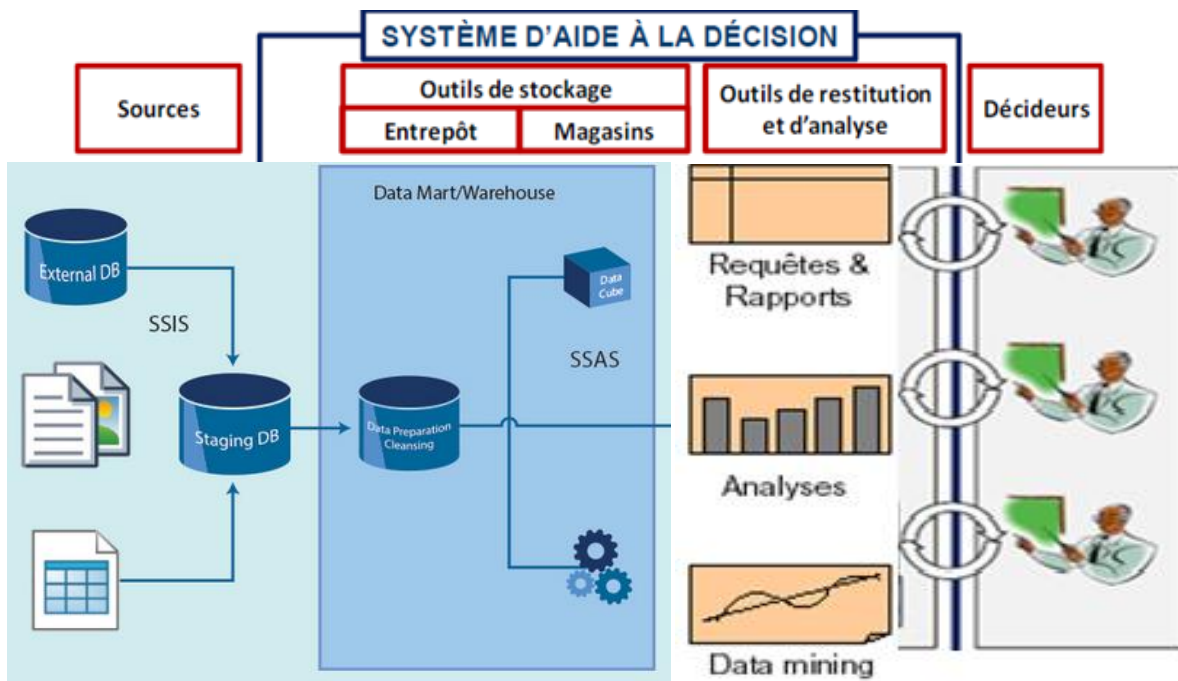 SYSTÈME D'AIDE À LA DÉCISION
Sources
Outils de stockage
Entrepôt
Magasins
Outils de restitution
et d'analyse
Décideurs
Data Mart/Warehouse
External DB
SSIS
Staging DB
Data Preparation
Cleansing
Data
Cube
SSAS
Requêtes &
Rapports
Analyses
Data mining